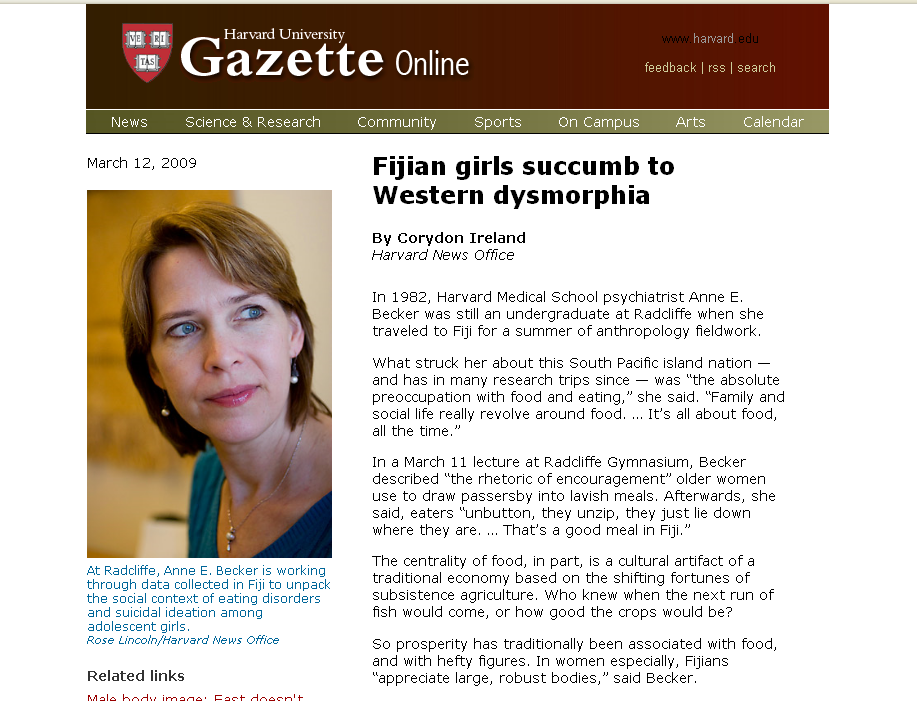 VE RI TAS
Harvard University
Gazette Online
www.harvard.edu
feedback | rss | search
News Science & Research Community Sports On Campus Arts Calendar
March 12, 2009
At Radcliffe, Anne E. Becker is working
through data collected in Fiji to unpack
the social context of eating disorders
and suicidal ideation among
adolescent girls.
Rose Lincoln/Harvard News Office
Related links
Male body image: East doesn't
Fijian girls succumb to
Western dysmorphia
By Corydon Ireland
Harvard News Office
In 1982, Harvard Medical School psychiatrist Anne E.
Becker was still an undergraduate at Radcliffe when she
traveled to Fiji for a summer of anthropology fieldwork.
What struck her about this South Pacific island nation —
and has in many research trips since — was “the absolute
preoccupation with food and eating,” she said. “Family and
social life really revolve around food. ... It’s all about food,
all the time.”
In a March 11 lecture at Radcliffe Gymnasium, Becker
described “the rhetoric of encouragement” older women
use to draw passersby into lavish meals. Afterwards, she
said, eaters “unbutton, they unzip, they just lie down
where they are. ... That’s a good meal in Fiji.”
The centrality of food, in part, is a cultural artifact of a
traditional economy based on the shifting fortunes of
subsistence agriculture. Who knew when the next run of
fish would come, or how good the crops would be?
So prosperity has traditionally been associated with food,
and with hefty figures. In women especially, Fijians
“appreciate large, robust bodies,” said Becker.